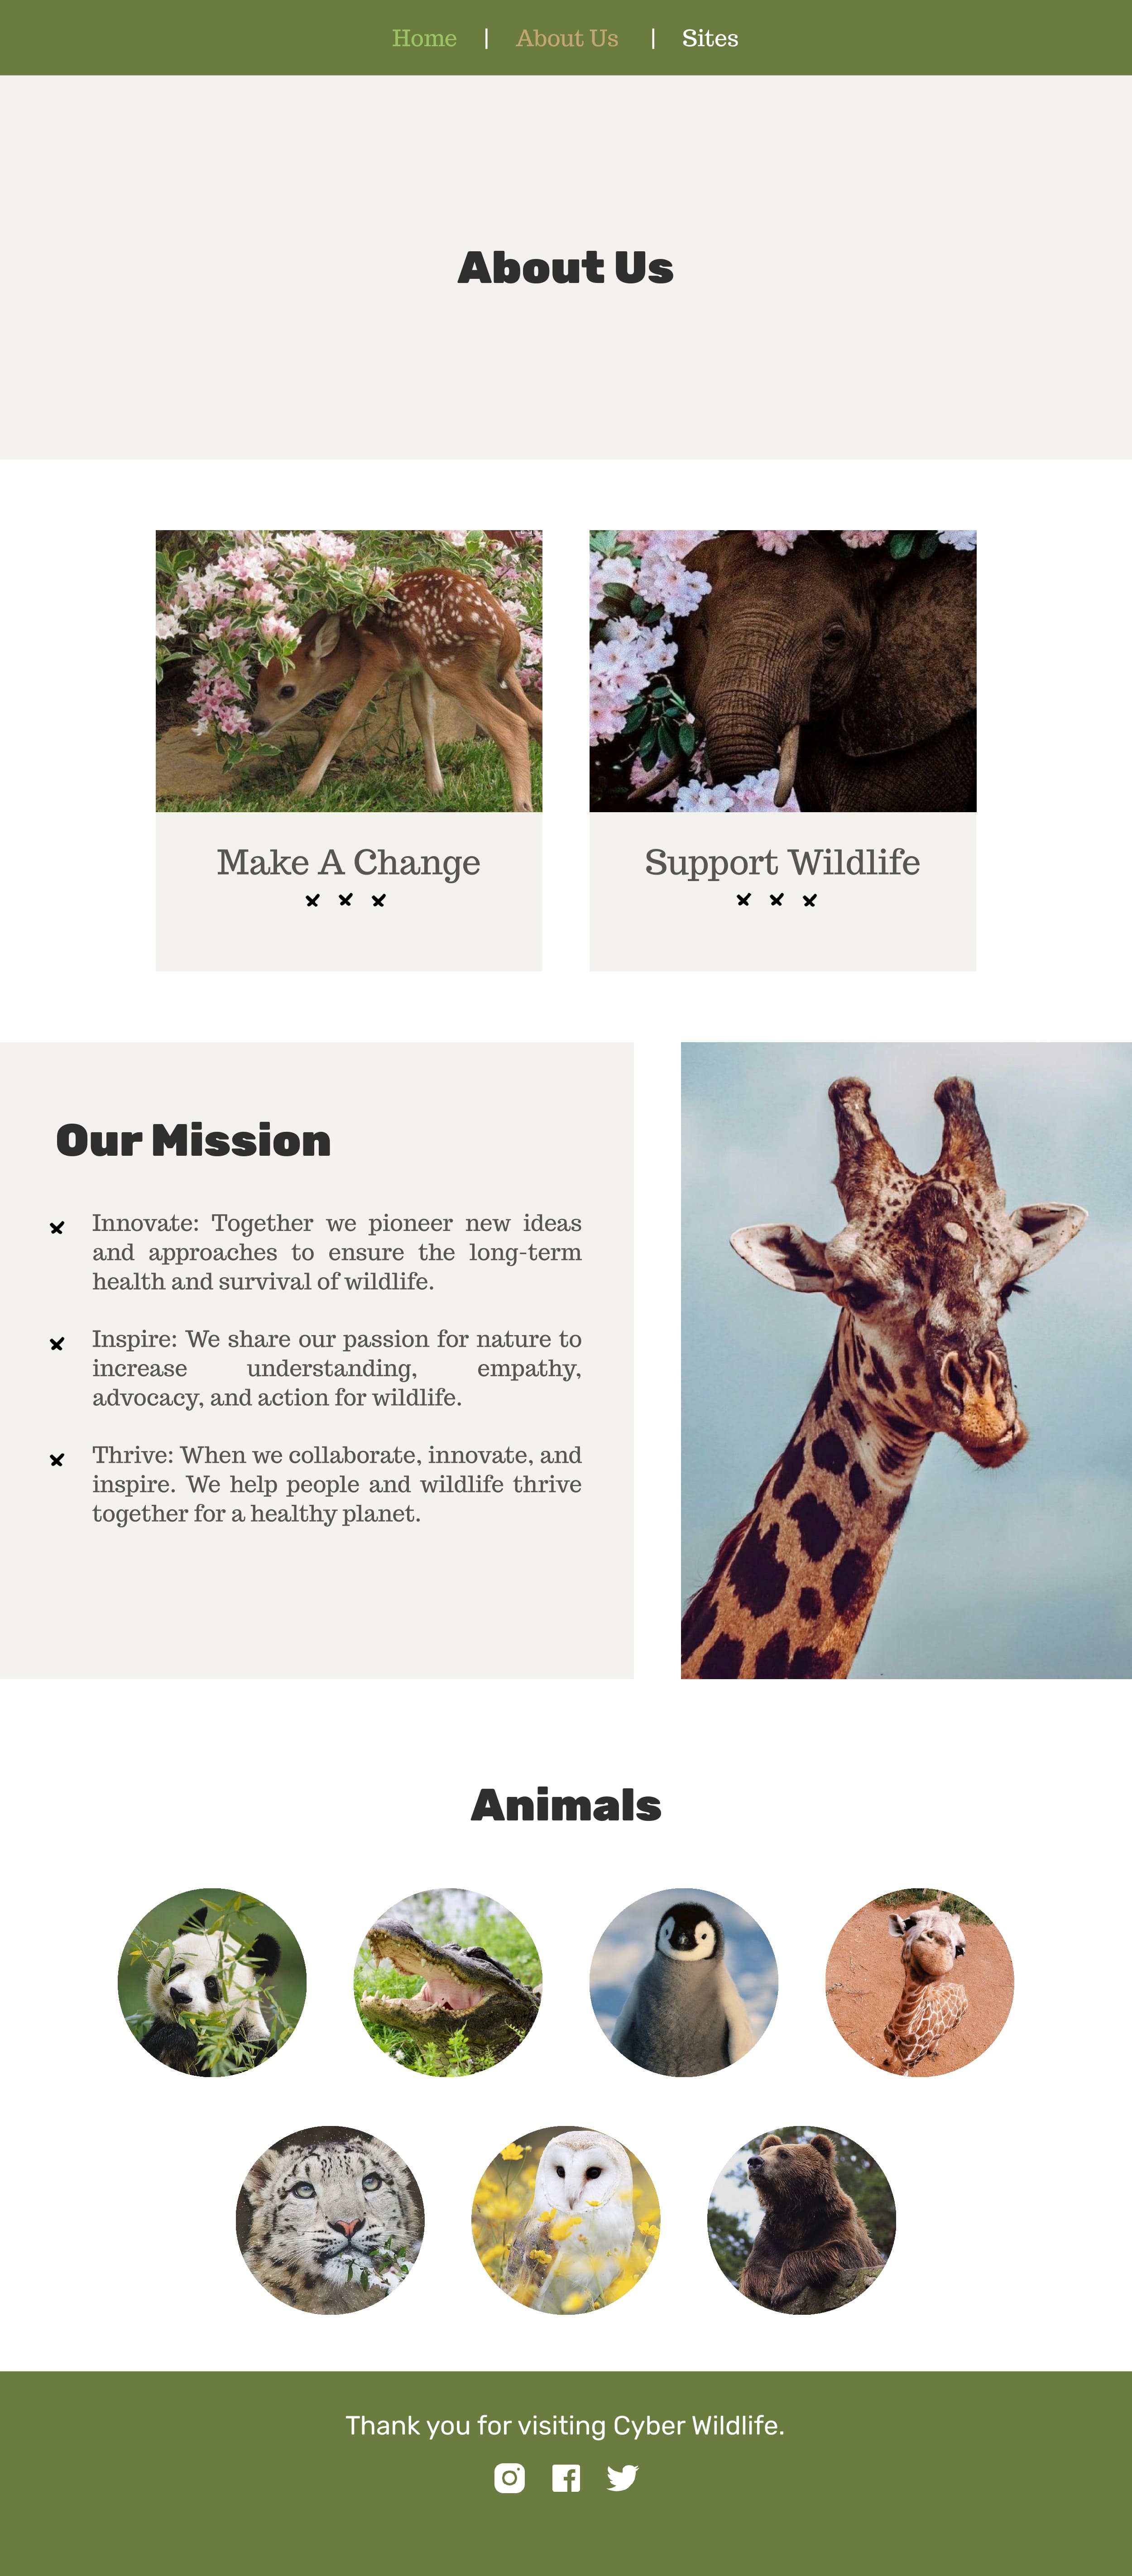 Home | About Us | Sites
About Us
Make A Change
Support Wildlife
Our Mission
Innovate: Together we pioneer new ideas
and approaches to ensure the long-term
health and survival of wildlife.
Inspire: We share our passion for nature to
increase understanding, empathy,
advocacy, and action for wildlife.
Thrive: When we collaborate, innovate, and
inspire. We help people and wildlife thrive
together for a healthy planet.
Animals
Thank you for visiting Cyber Wildlife.